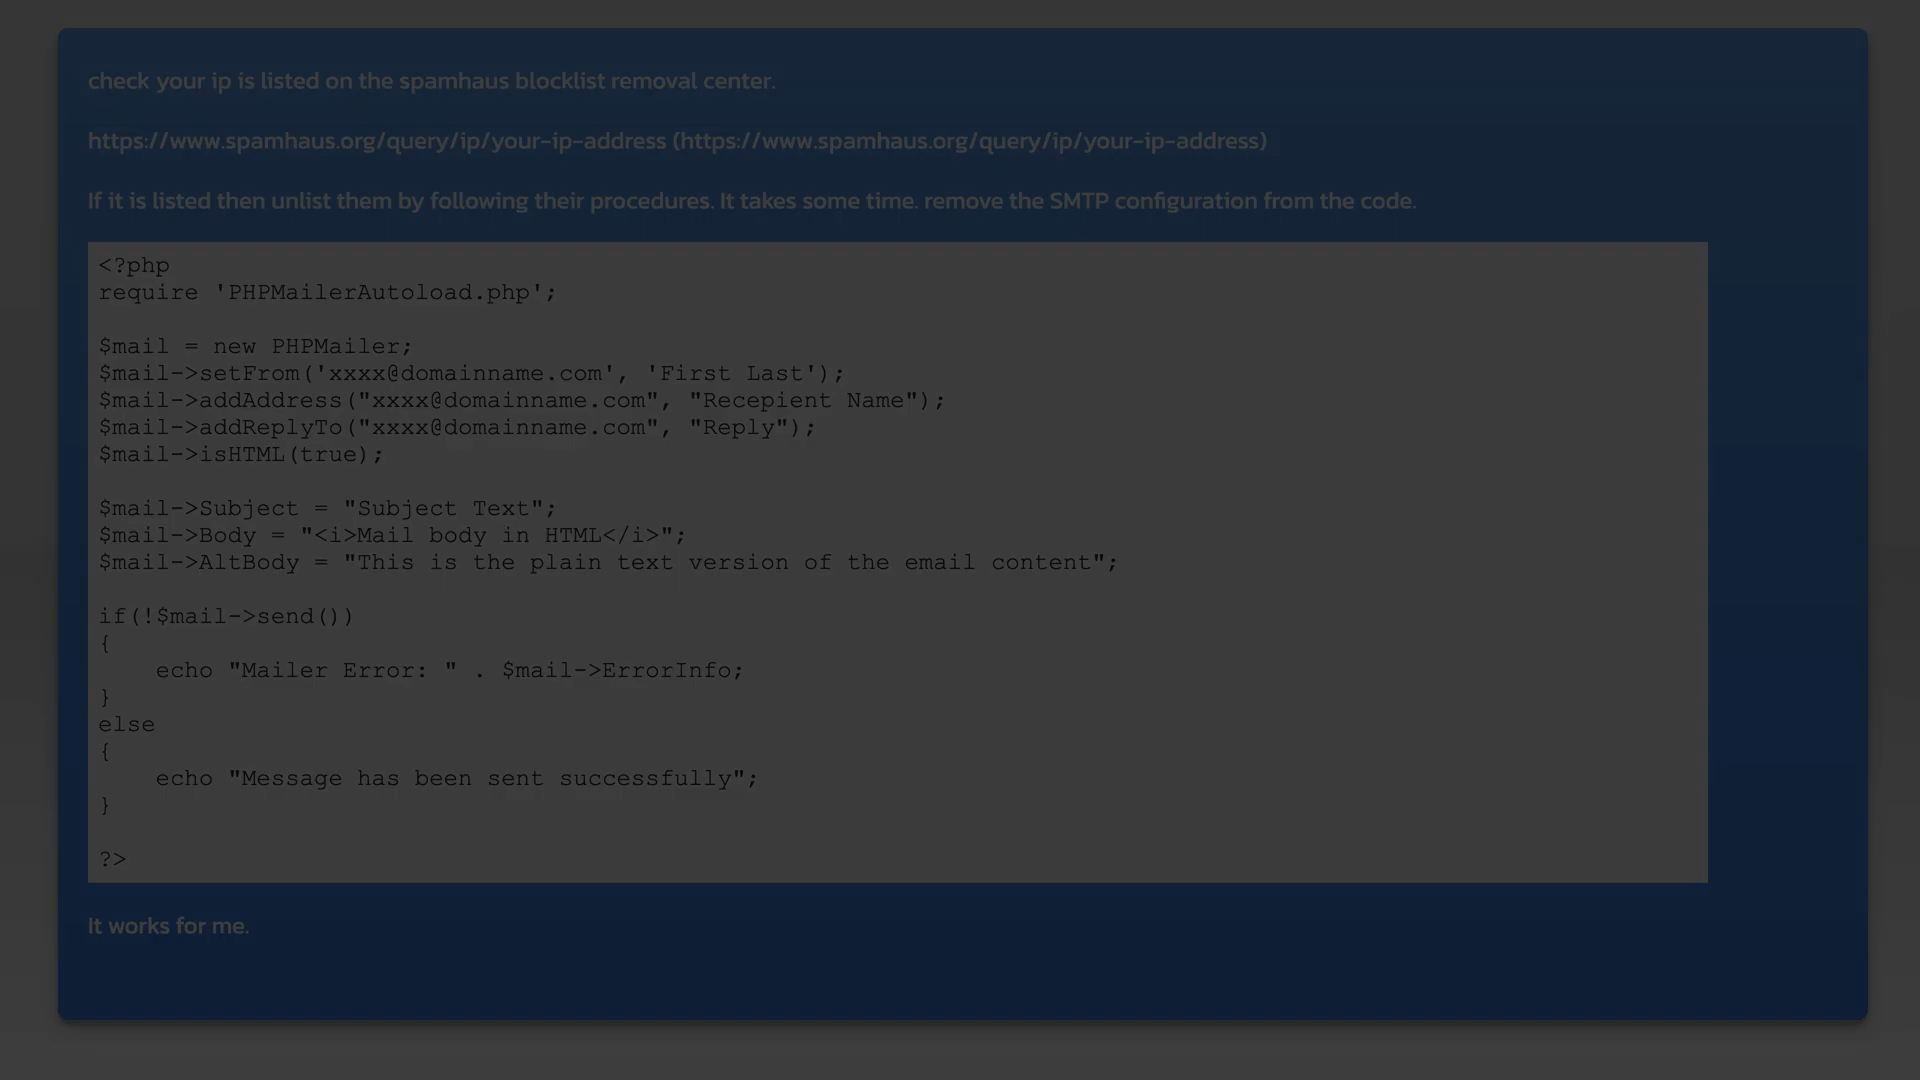 check your ip is listed on the spamhaus blocklist removal center.
https://www.spamhaus.org/query/ip/your-ip-address (https://www.spamhaus.org/query/ip/your-ip-address)
If it is listed then unlist them by following their procedures. It takes some time. remove the SMTP configuration from the code.
<?php
require 'PHPMailerAutoload.php';
$mail = new PHPMailer;
$mail->setFrom('xxxx@domainname.com', 'First Last');
$mail->addAddress("xxxx@domainname.com", "Recepient Name");
$mail->addReplyTo("xxxx@domainname.com", "Reply");
$mail->isHTML(true);
$mail->Subject = "Subject Text";
$mail->Body = "<i>Mail body in HTML</i>";
$mail->AltBody = "This is the plain text version of the email content";
if(!$mail->send())
{
    echo "Mailer Error: " . $mail->ErrorInfo;
}
else
{
    echo "Message has been sent successfully";
}
?>
It works for me.